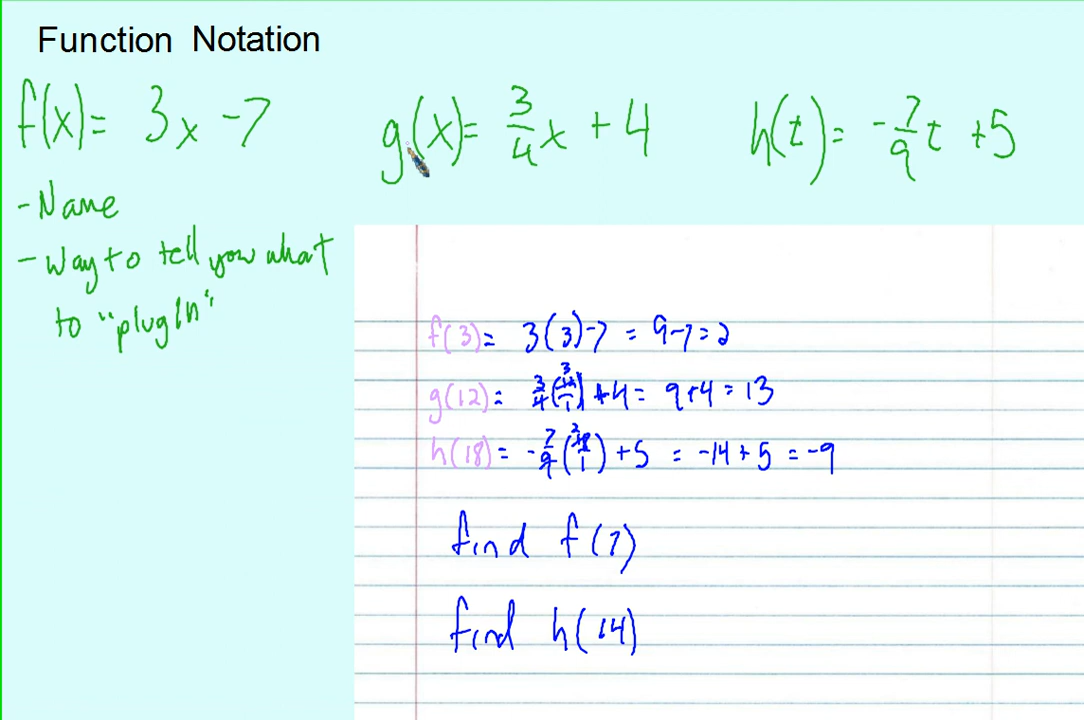 Function Notation
f(x)= 3x -7
g(x)= 3/4 x + 4
h(t)= -7/9 t +5
- Name
- Way to tell you what
to "plug in"
f(3)= 3(3)-7 = 9-7=2
g(12)= 3/4(12/1) +4= 9+4=13
h(18)= -7/9(18/1)+5 = -14+5 =-9
find f(7)
find h(14)